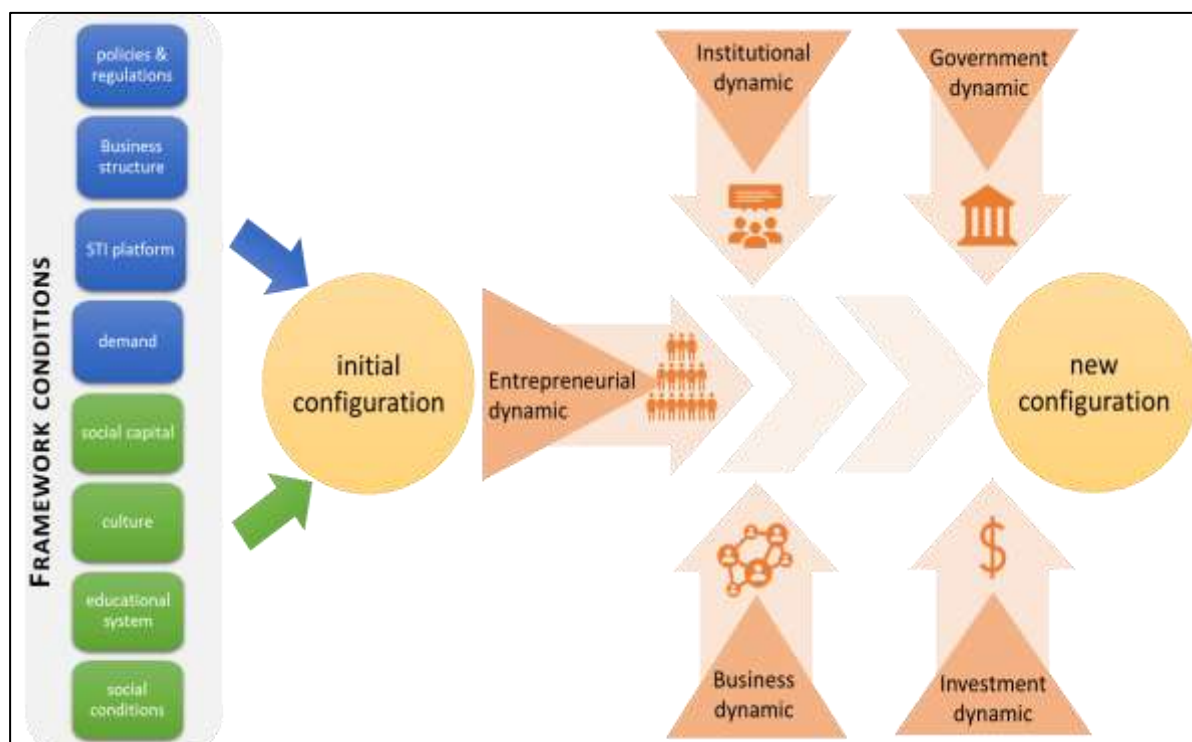 FRAMEWORK CONDITIONS
policies &
regulations
Business
structure
STI platform
demand
social capital
culture
educational
system
social
conditions
initial
configuration
Entrepreneurial
dynamic
Institutional
dynamic
Government
dynamic
Business
dynamic
$
Investment
dynamic
new
configuration